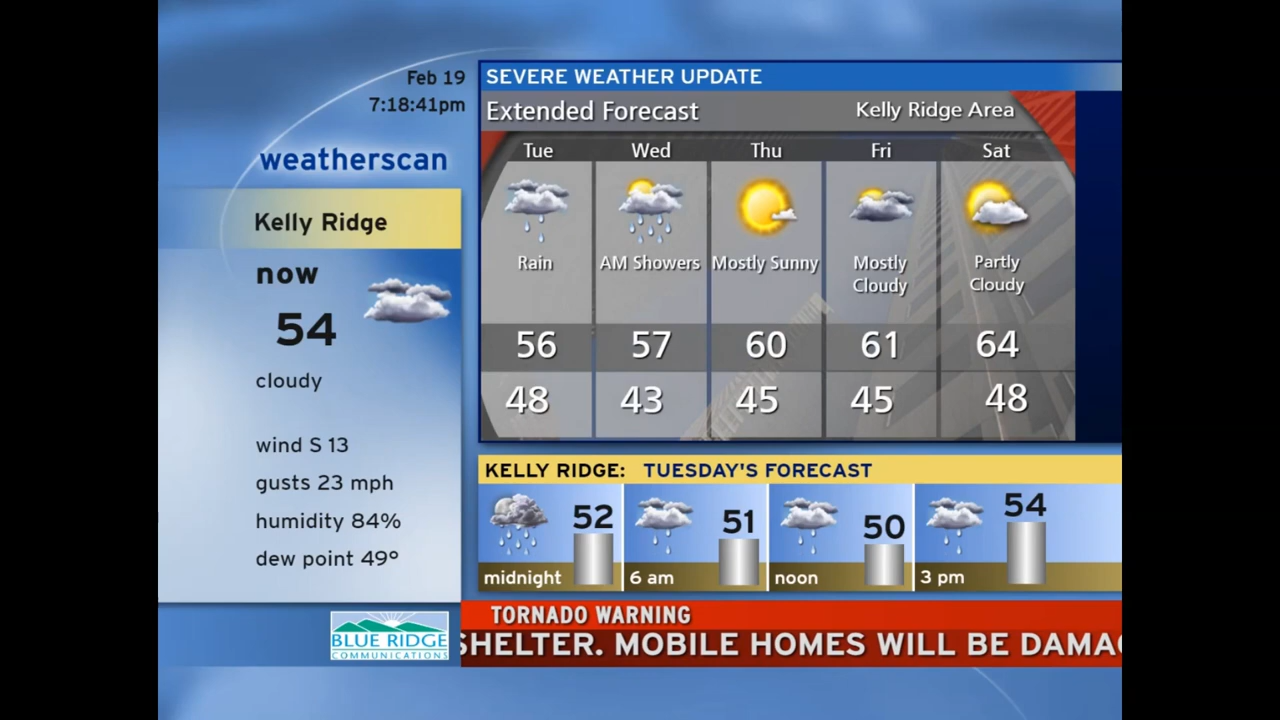 Feb 19
7:18:41pm
weatherscan
Kelly Ridge
now
54
cloudy
wind S 13
gusts 23 mph
humidity 84%
dew point 49°
SEVERE WEATHER UPDATE
Extended Forecast Kelly Ridge Area
Tue Wed Thu Fri Sat
Rain AM Showers Mostly Sunny Mostly Cloudy Partly Cloudy
56 57 60 61 64
48 43 45 45 48
KELLY RIDGE: TUESDAY'S FORECAST
52 51 50 54
midnight 6 am noon 3 pm
TORNADO WARNING
SHELTER. MOBILE HOMES WILL BE DAMAG
BLUE RIDGE
COMMUNICATIONS